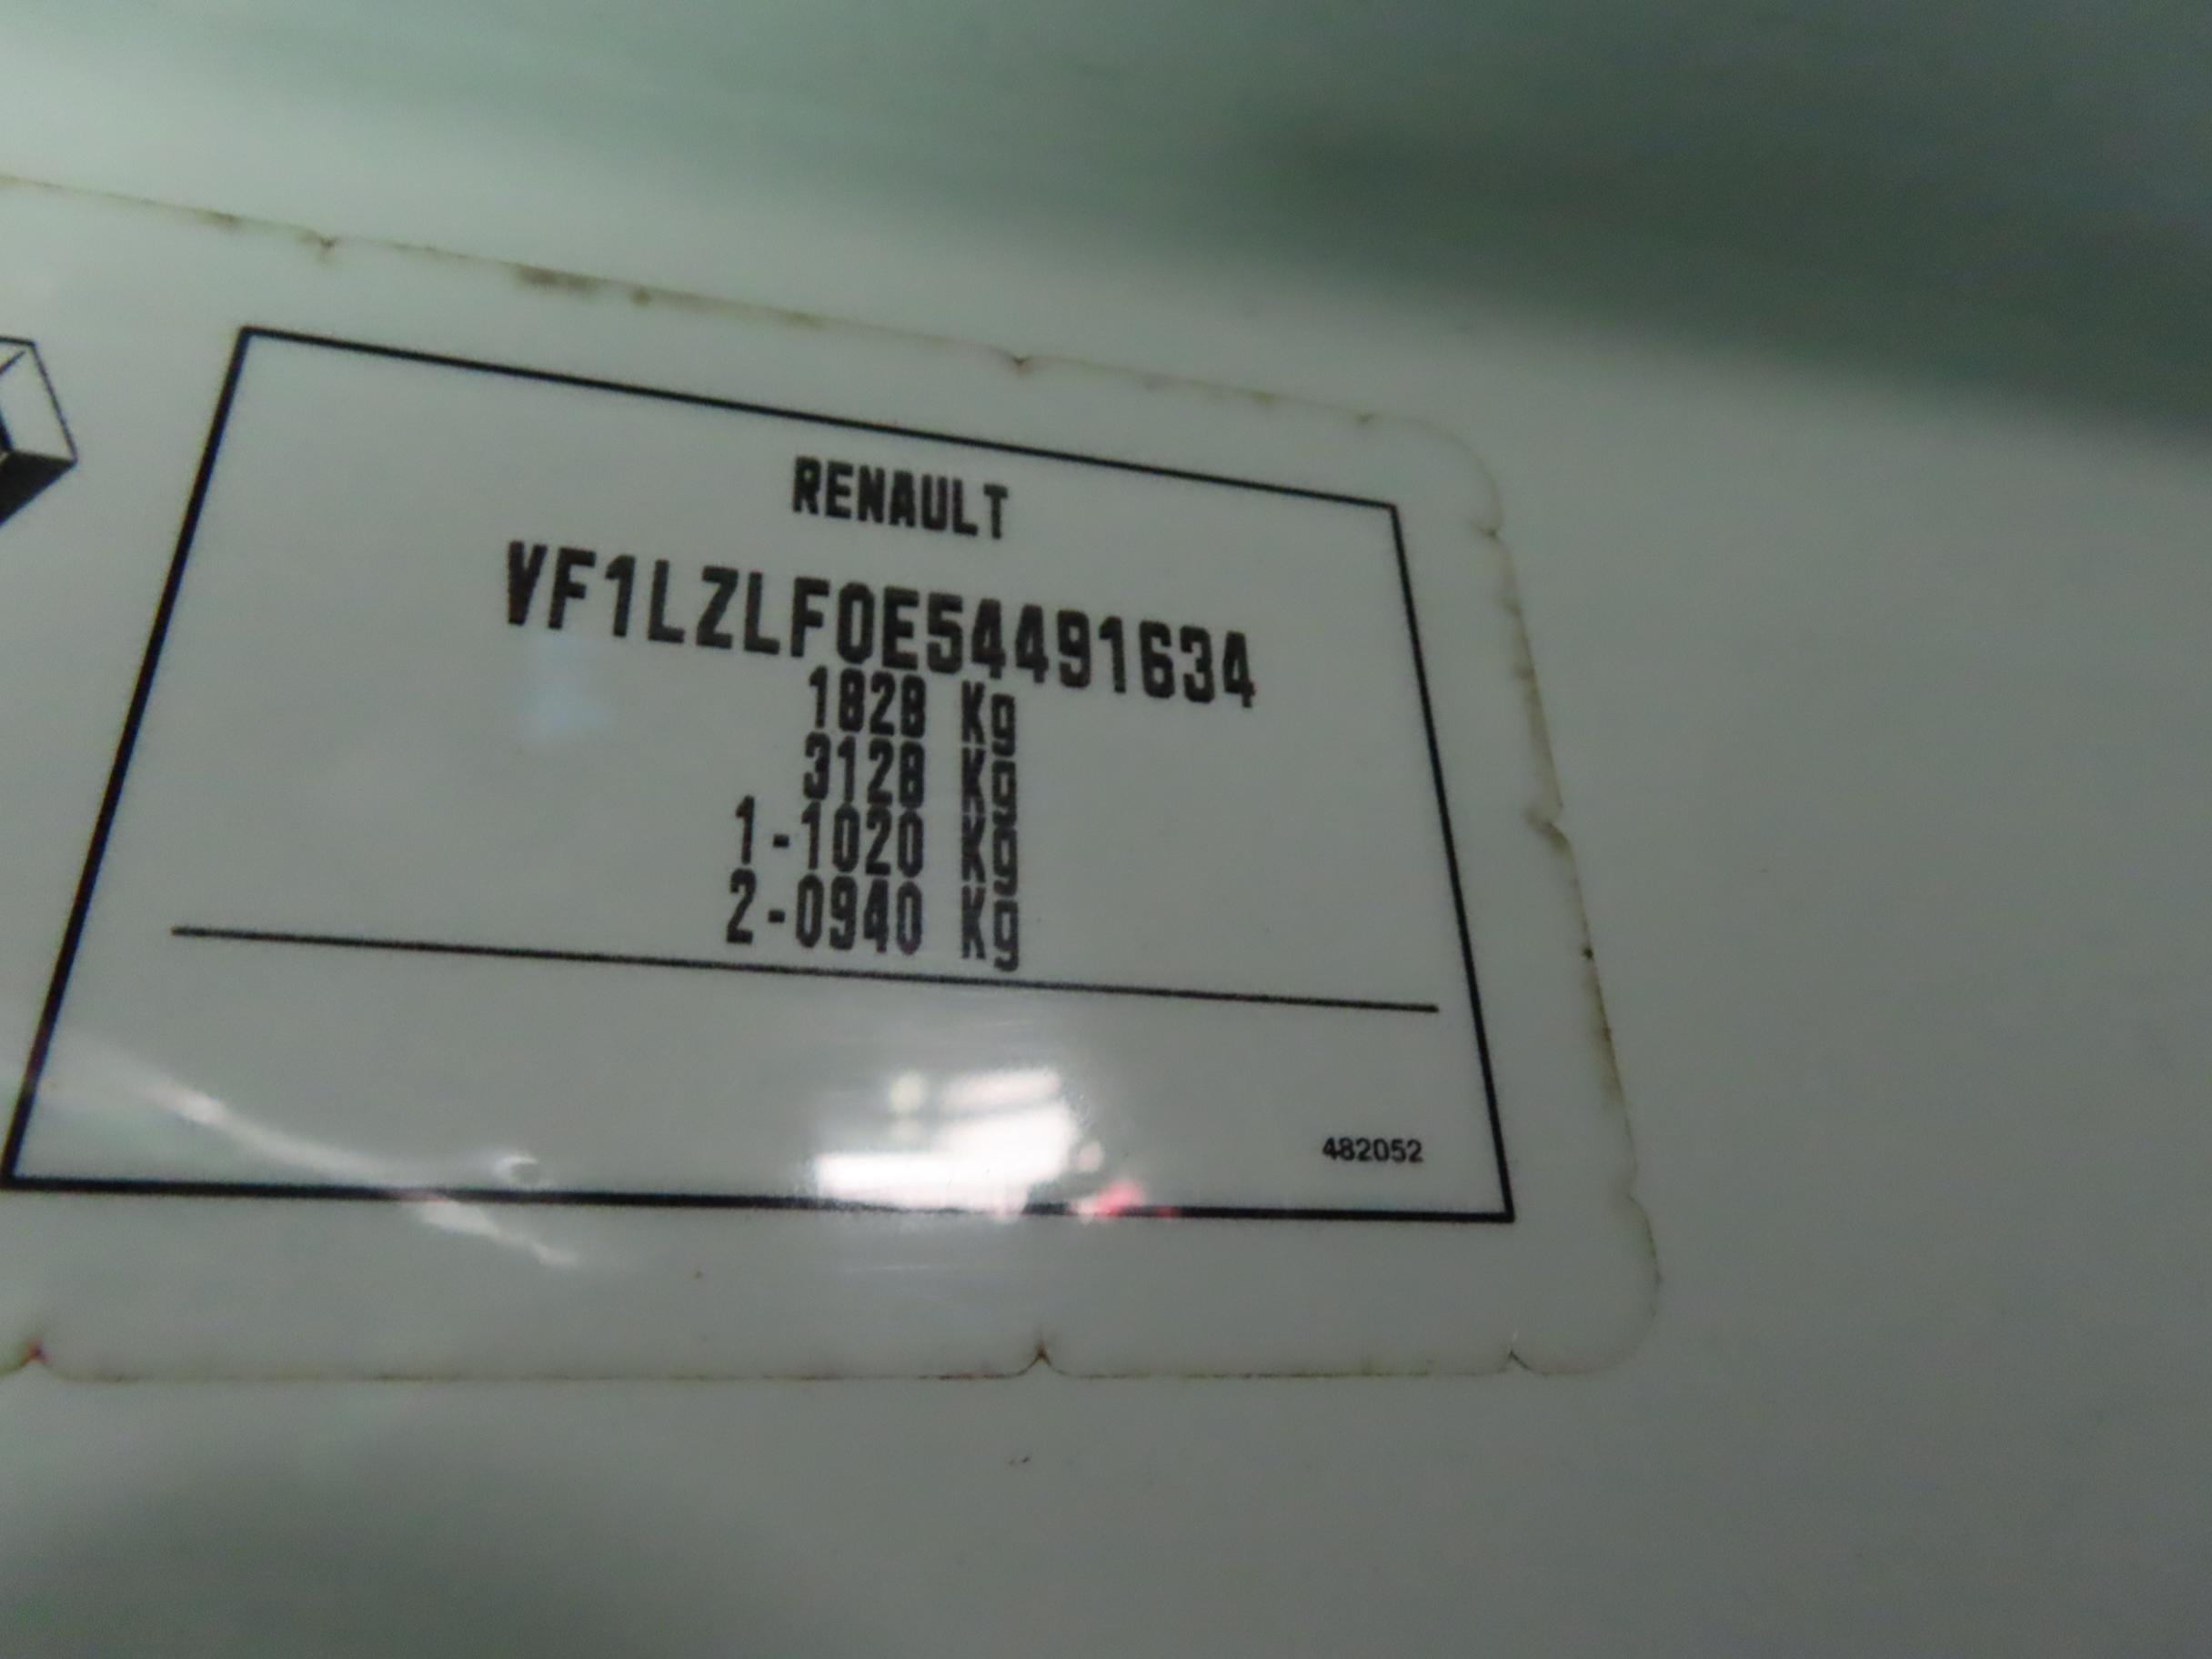 RENAULT
VF1LZLF0E54491634
1828 Kg
3128 Kg
1-1020 Kg
2-0940 Kg
482052